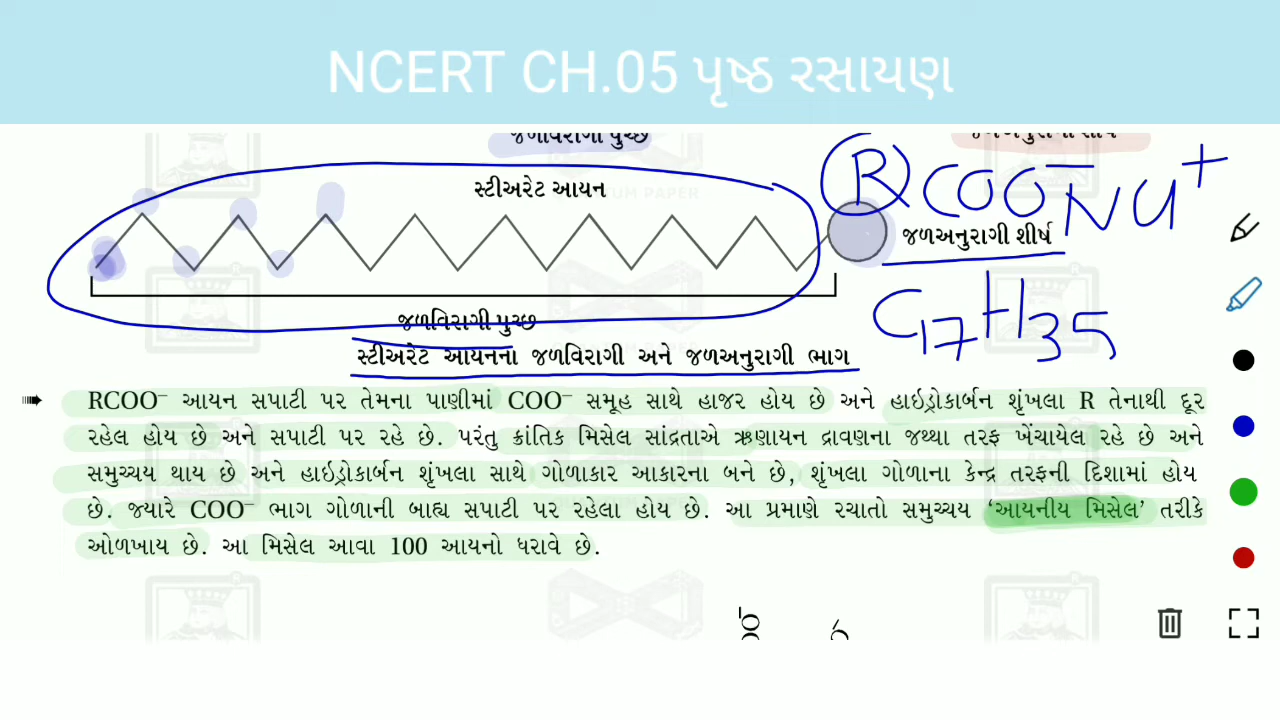 NCERT CH.05 પૃષ્ઠ રસાયણ
જળવિરાગી પુચ્છ
સ્ટીઅરેટ આયન
RCOO⁻Na⁺
જળઅનુરાગી શીર્ષ
C17H35
જળવિરાગી પુચ્છ
સ્ટીઅરેટ આયનના જળવિરાગી અને જળઅનુરાગી ભાગ
➠ RCOO⁻ આયન સપાટી પર તેમના પાણીમાં COO⁻ સમૂહ સાથે હાજર હોય છે અને હાઇડ્રોકાર્બન શૃંખલા R તેનાથી દૂર
રહેલ હોય છે અને સપાટી પર રહે છે. પરંતુ ક્રાંતિક મિસેલ સાંદ્રતાએ ઋણાયન દ્રાવણના જથ્થા તરફ ખેંચાયેલ રહે છે અને
સમુચ્ચય થાય છે અને હાઇડ્રોકાર્બન શૃંખલા સાથે ગોળાકાર આકારના બને છે, શૃંખલા ગોળાના કેન્દ્ર તરફની દિશામાં હોય
છે. જ્યારે COO⁻ ભાગ ગોળાની બાહ્ય સપાટી પર રહેલા હોય છે. આ પ્રમાણે રચાતો સમુચ્ચય ‘આયનીય મિસેલ’ તરીકે
ઓળખાય છે. આ મિસેલ આવા 100 આયનો ધરાવે છે.